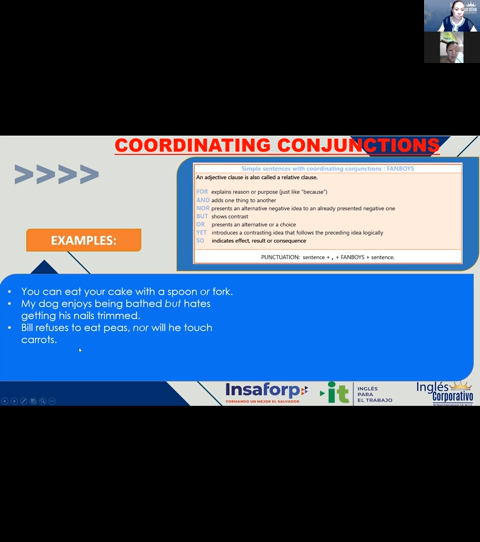 COORDINATING CONJUNCTIONS
>>>>
Simple sentences with coordinating conjunctions : FANBOYS
An adjective clause is also called a relative clause.
FOR explains reason or purpose (just like "because")
AND adds one thing to another
NOR presents an alternative negative idea to an already presented negative one
BUT shows contrast
OR presents an alternative or a choice
YET introduces a contrasting idea that follows the preceding idea logically
SO indicates effect, result or consequence
PUNCTUATION: sentence + , + FANBOYS + sentence.
EXAMPLES:
• You can eat your cake with a spoon or fork.
• My dog enjoys being bathed but hates
getting his nails trimmed.
• Bill refuses to eat peas, nor will he touch
carrots.
Insaforp
FORMANDO UN MEJOR EL SALVADOR
it
INGLÉS
PARA
EL TRABAJO
Inglés
Corporativo